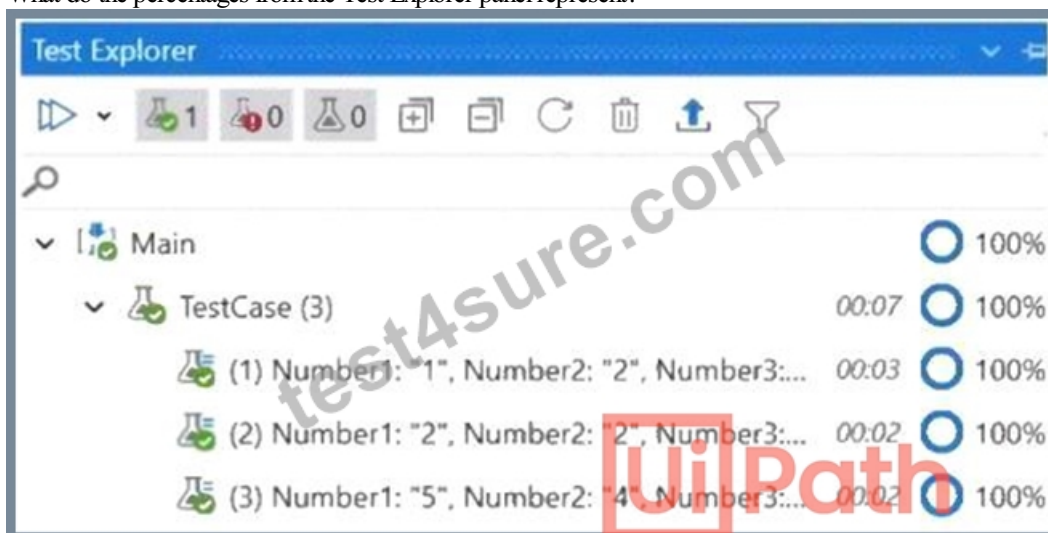 What do the percentages from the Test Explorer panel represent?
Test Explorer
1 0 0
Main 100%
TestCase (3) 00:07 100%
(1) Number1: "1", Number2: "2", Number3:... 00:03 100%
(2) Number1: "2", Number2: "2", Number3:... 00:02 100%
(3) Number1: "5", Number2: "4", Number3:... 00:02 100%
test4sure.com
UiPath